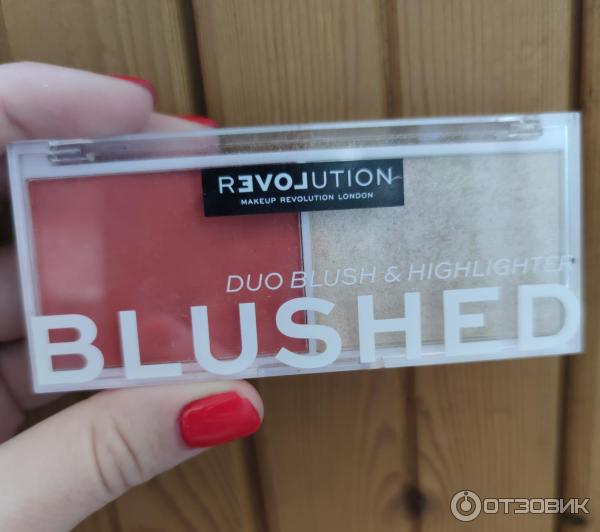 REVOLUTION
MAKEUP REVOLUTION LONDON
DUO BLUSH & HIGHLIGHTER
BLUSHED
ОТЗОВИК